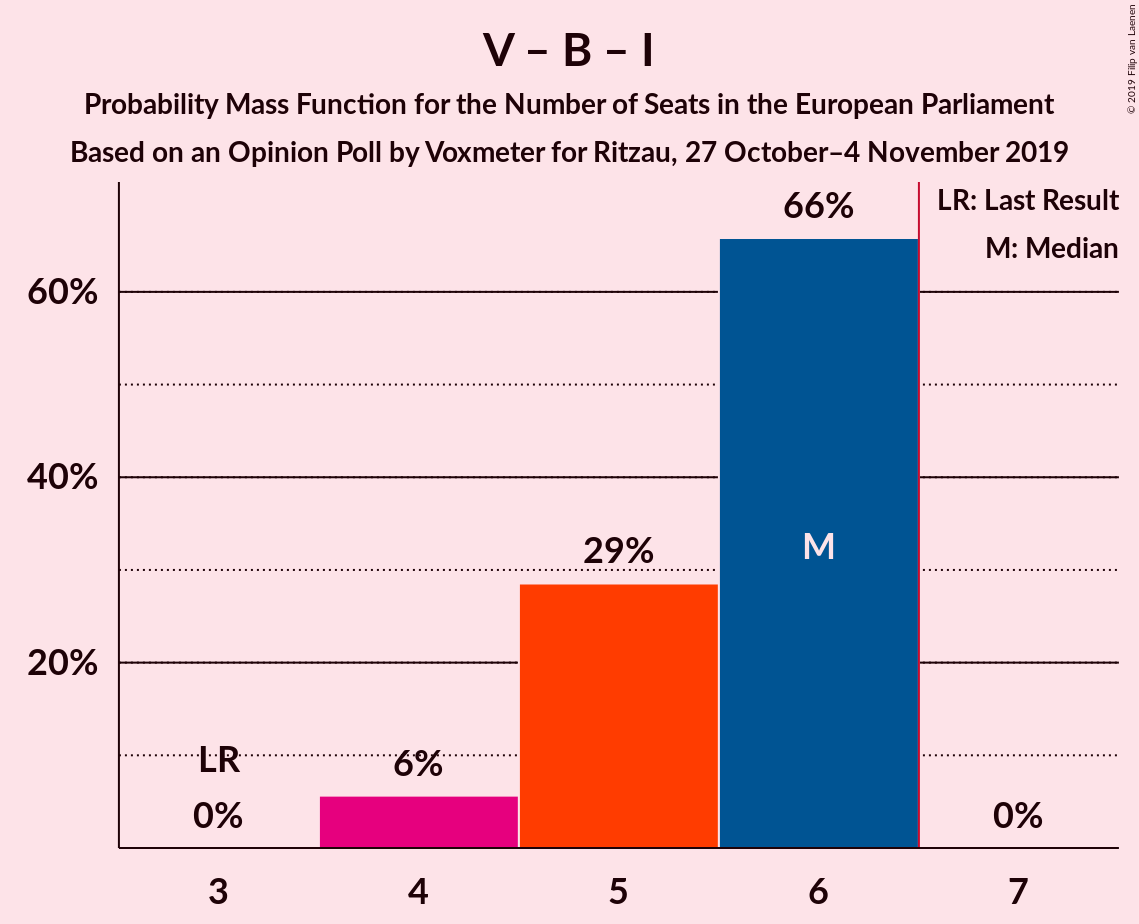 V – B – I
Probability Mass Function for the Number of Seats in the European Parliament
Based on an Opinion Poll by Voxmeter for Ritzau, 27 October–4 November 2019
© 2019 Filip van Laenen
LR: Last Result
M: Median
66%
60%
40%
29%
M
20%
LR
6%
0%
0%
3
4
5
6
7